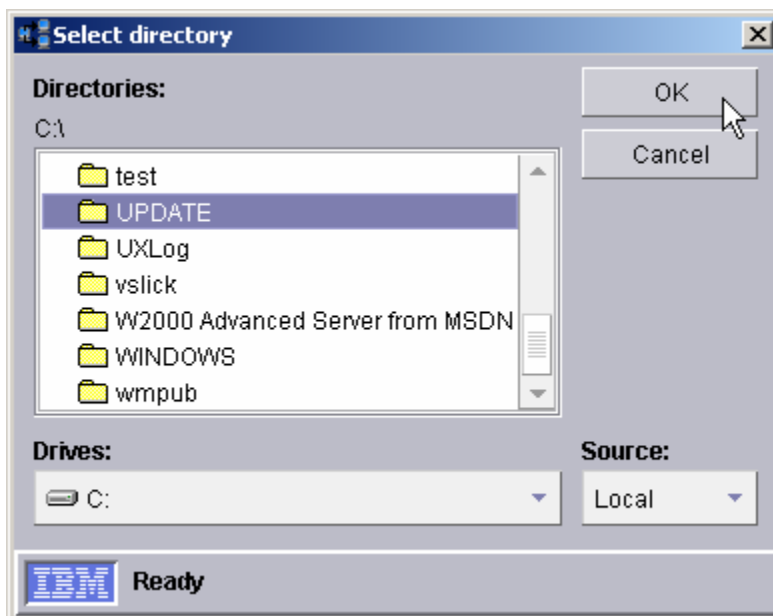 Select directory
Directories:
OK
C:\
Cancel
test
UPDATE
UXLog
vslick
W2000 Advanced Server from MSDN
WINDOWS
wmpub
Drives:
Source:
C:
Local
IBM
Ready